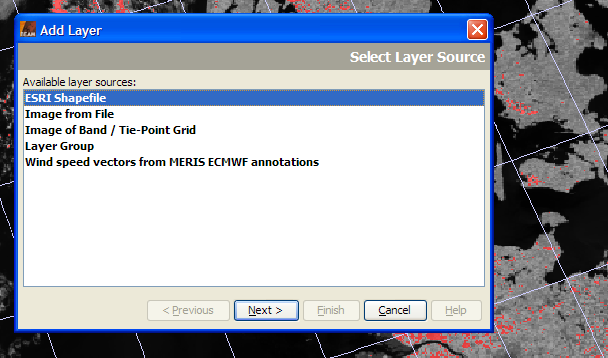 Add Layer
Select Layer Source
Available layer sources:
ESRI Shapefile
Image from File
Image of Band / Tie-Point Grid
Layer Group
Wind speed vectors from MERIS ECMWF annotations
< Previous Next > Finish Cancel Help